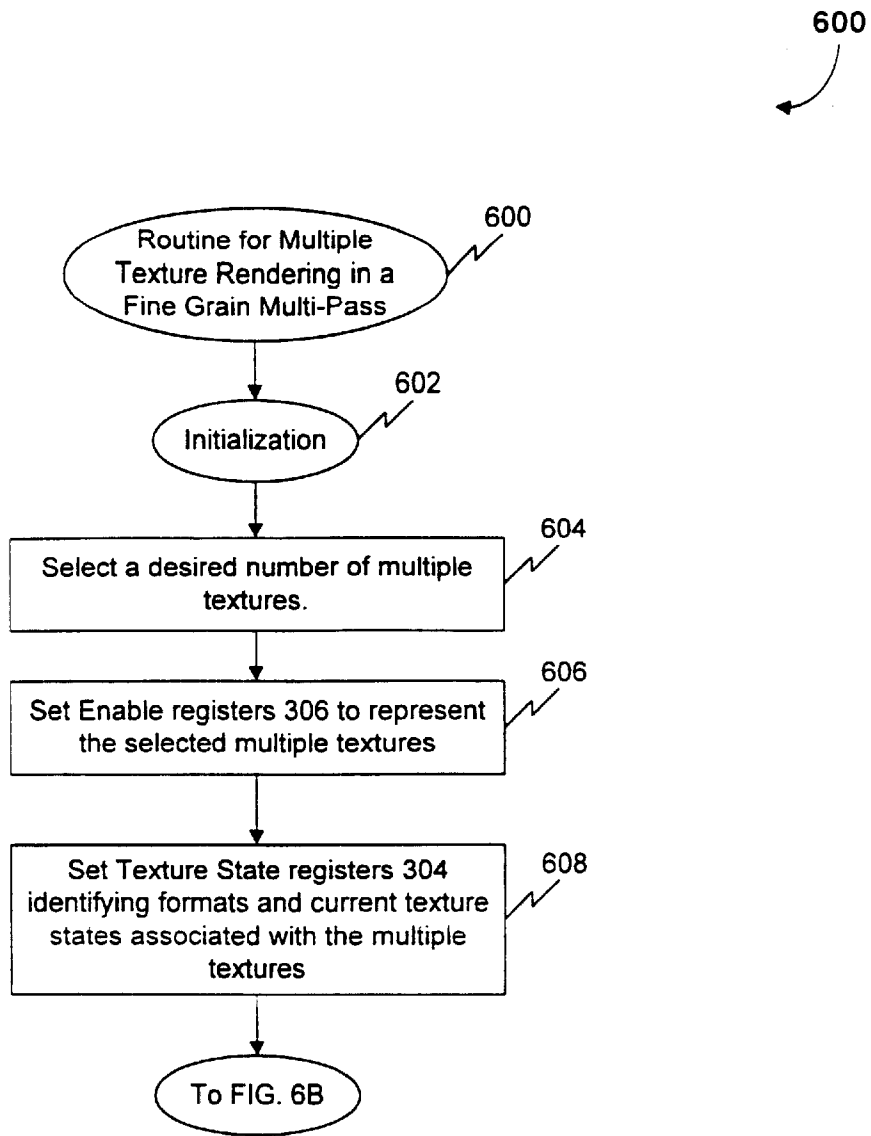 600
600
Routine for Multiple
Texture Rendering in a
Fine Grain Multi-Pass
602
Initialization
604
Select a desired number of multiple
textures.
606
Set Enable registers 306 to represent
the selected multiple textures
608
Set Texture State registers 304
identifying formats and current texture
states associated with the multiple
textures
To FIG. 6B